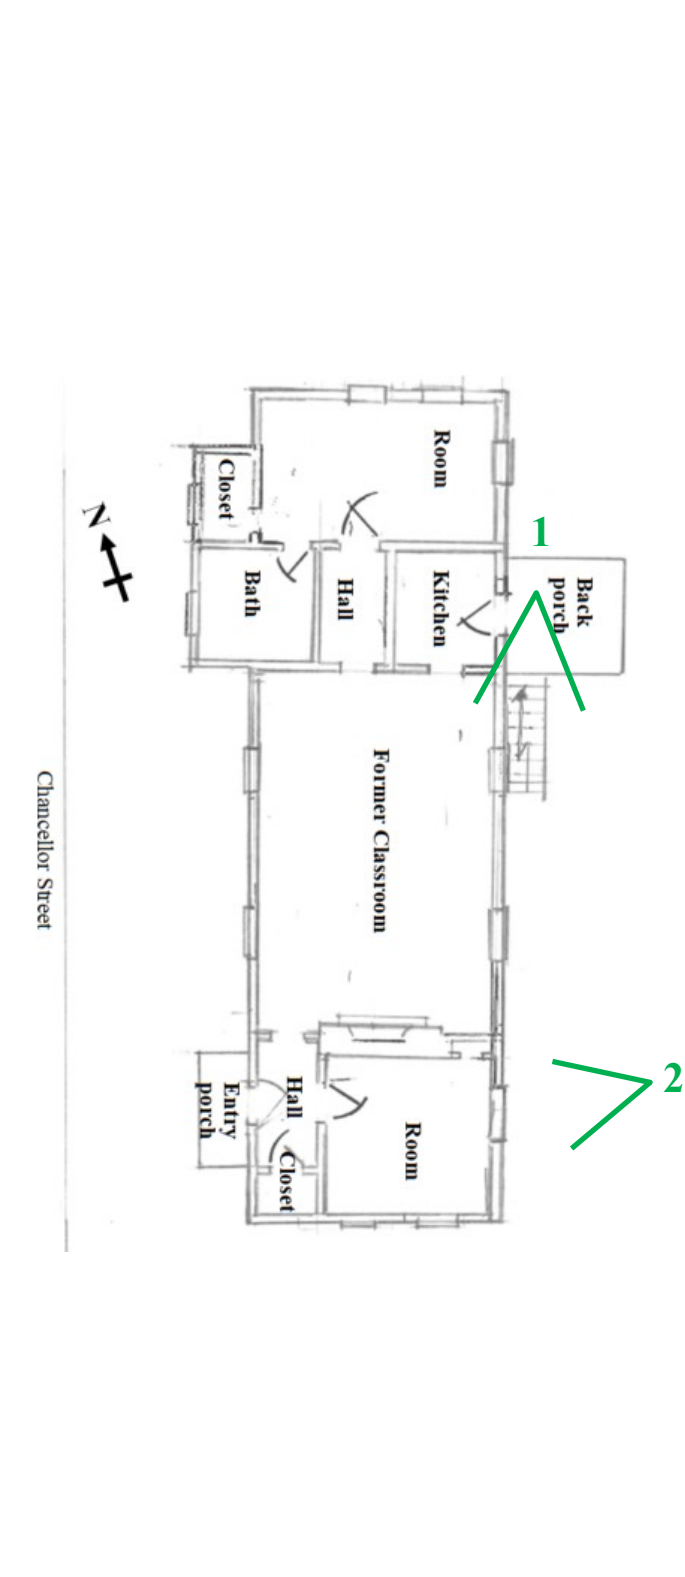 Room
Closet
N
1
Back
porch
Kitchen
Hall
Bath
Former Classroom
Chancellor Street
2
Hall
Entry
porch
Room
Closet